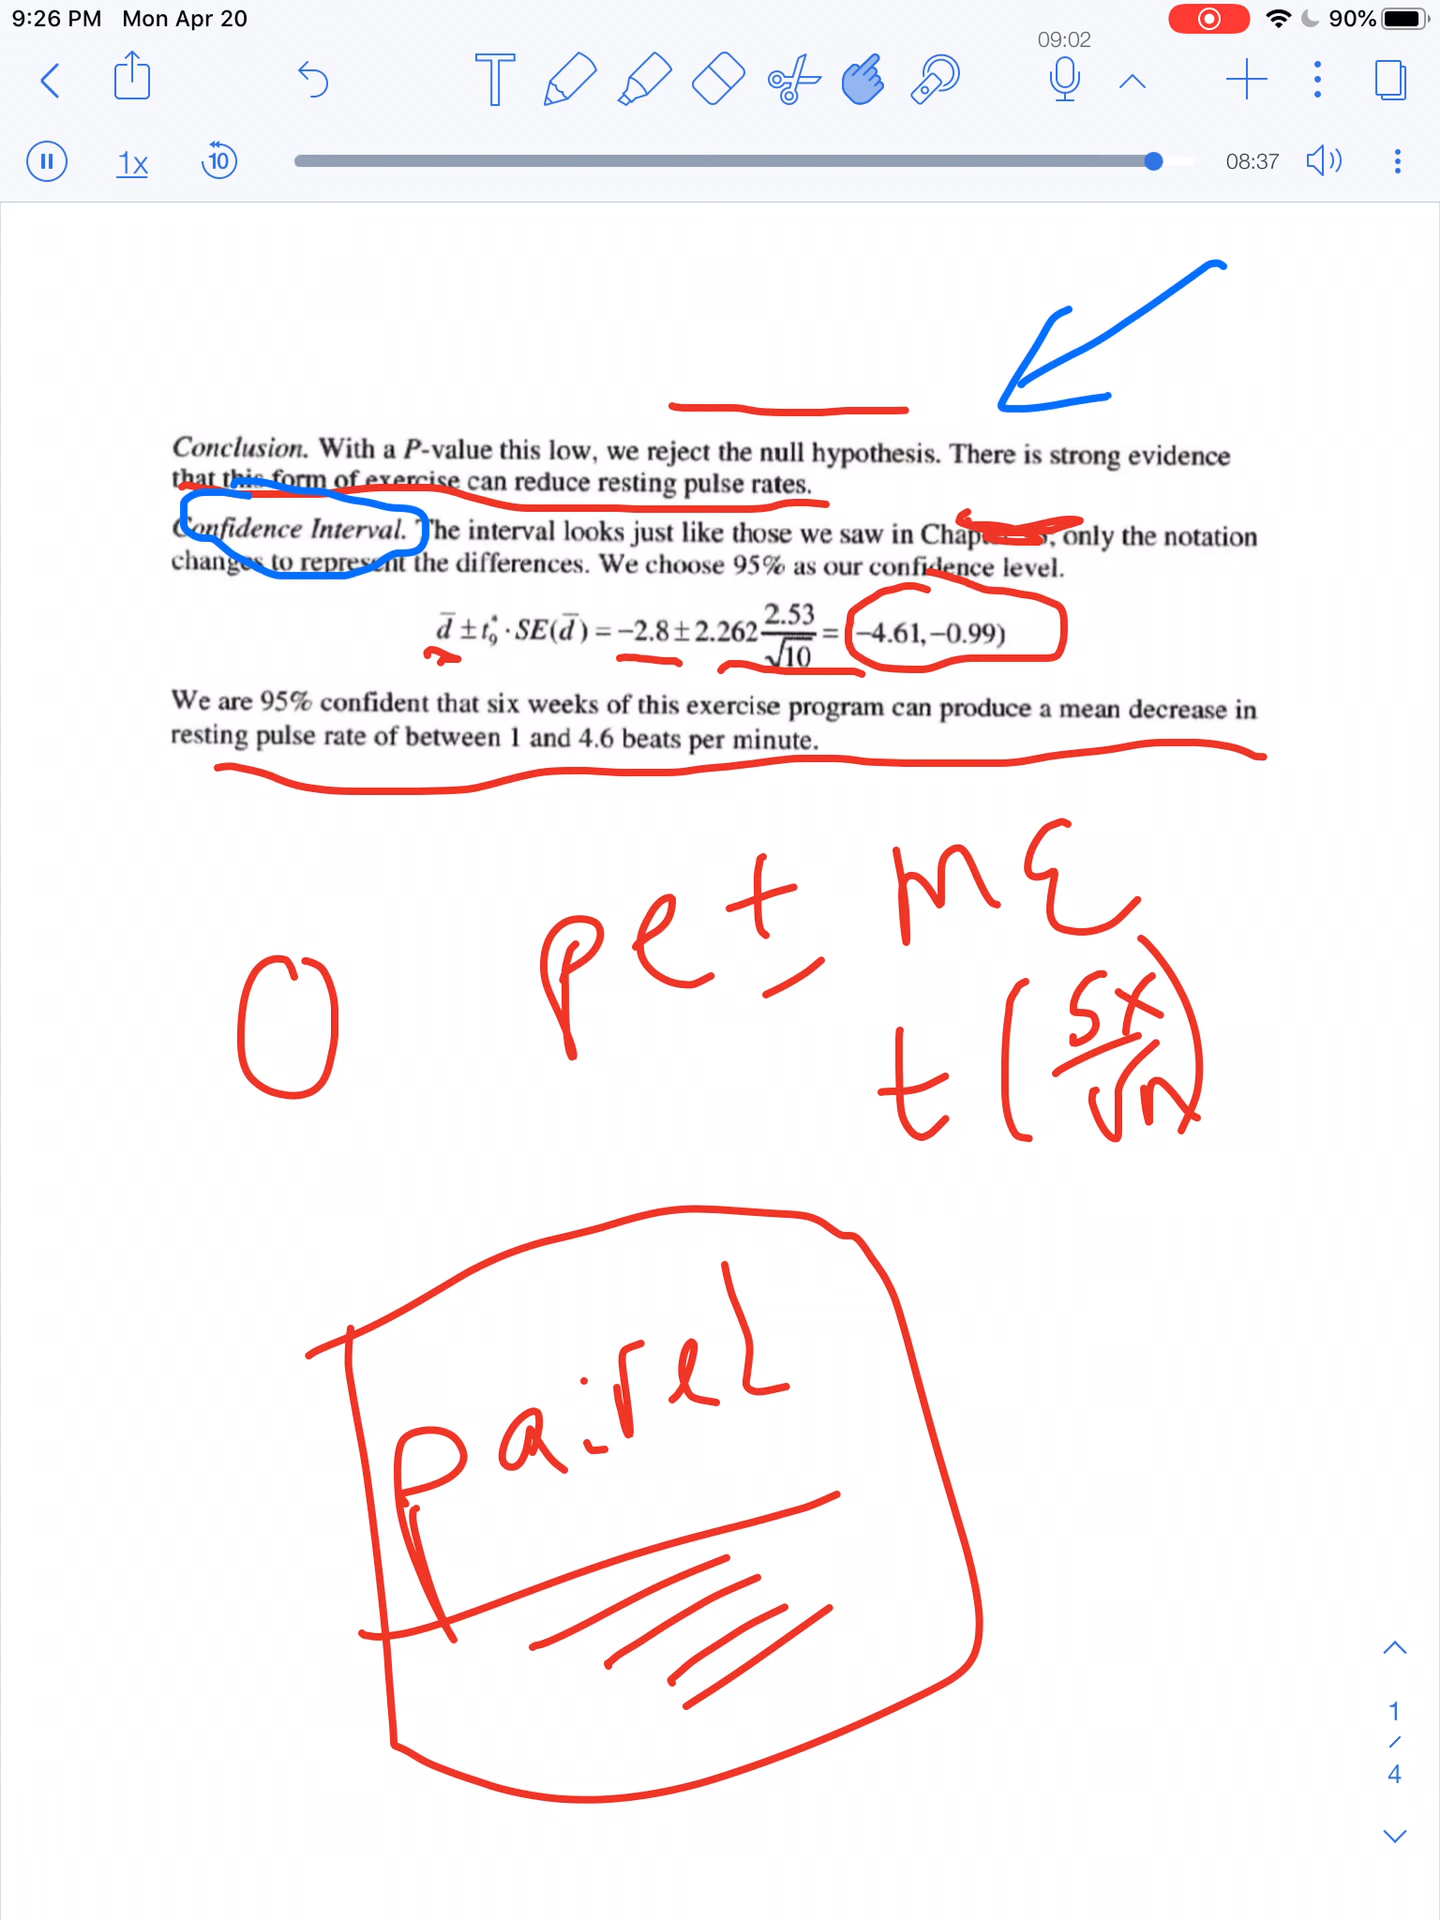 9:26 PM Mon Apr 20
90%
T
09:02
1x
10
08:37
Conclusion. With a P-value this low, we reject the null hypothesis. There is strong evidence
that this form of exercise can reduce resting pulse rates.
Confidence Interval. The interval looks just like those we saw in only the notation
changes to represent the differences. We choose 95% as our confidence level.
d̄ ± t*₉ · SE(d̄) = −2.8 ± 2.262 2.53/√10 = (−4.61, −0.99)
We are 95% confident that six weeks of this exercise program can produce a mean decrease in
resting pulse rate of between 1 and 4.6 beats per minute.
pe ± ME
0
t (sx/√n)
paired
1
/
4